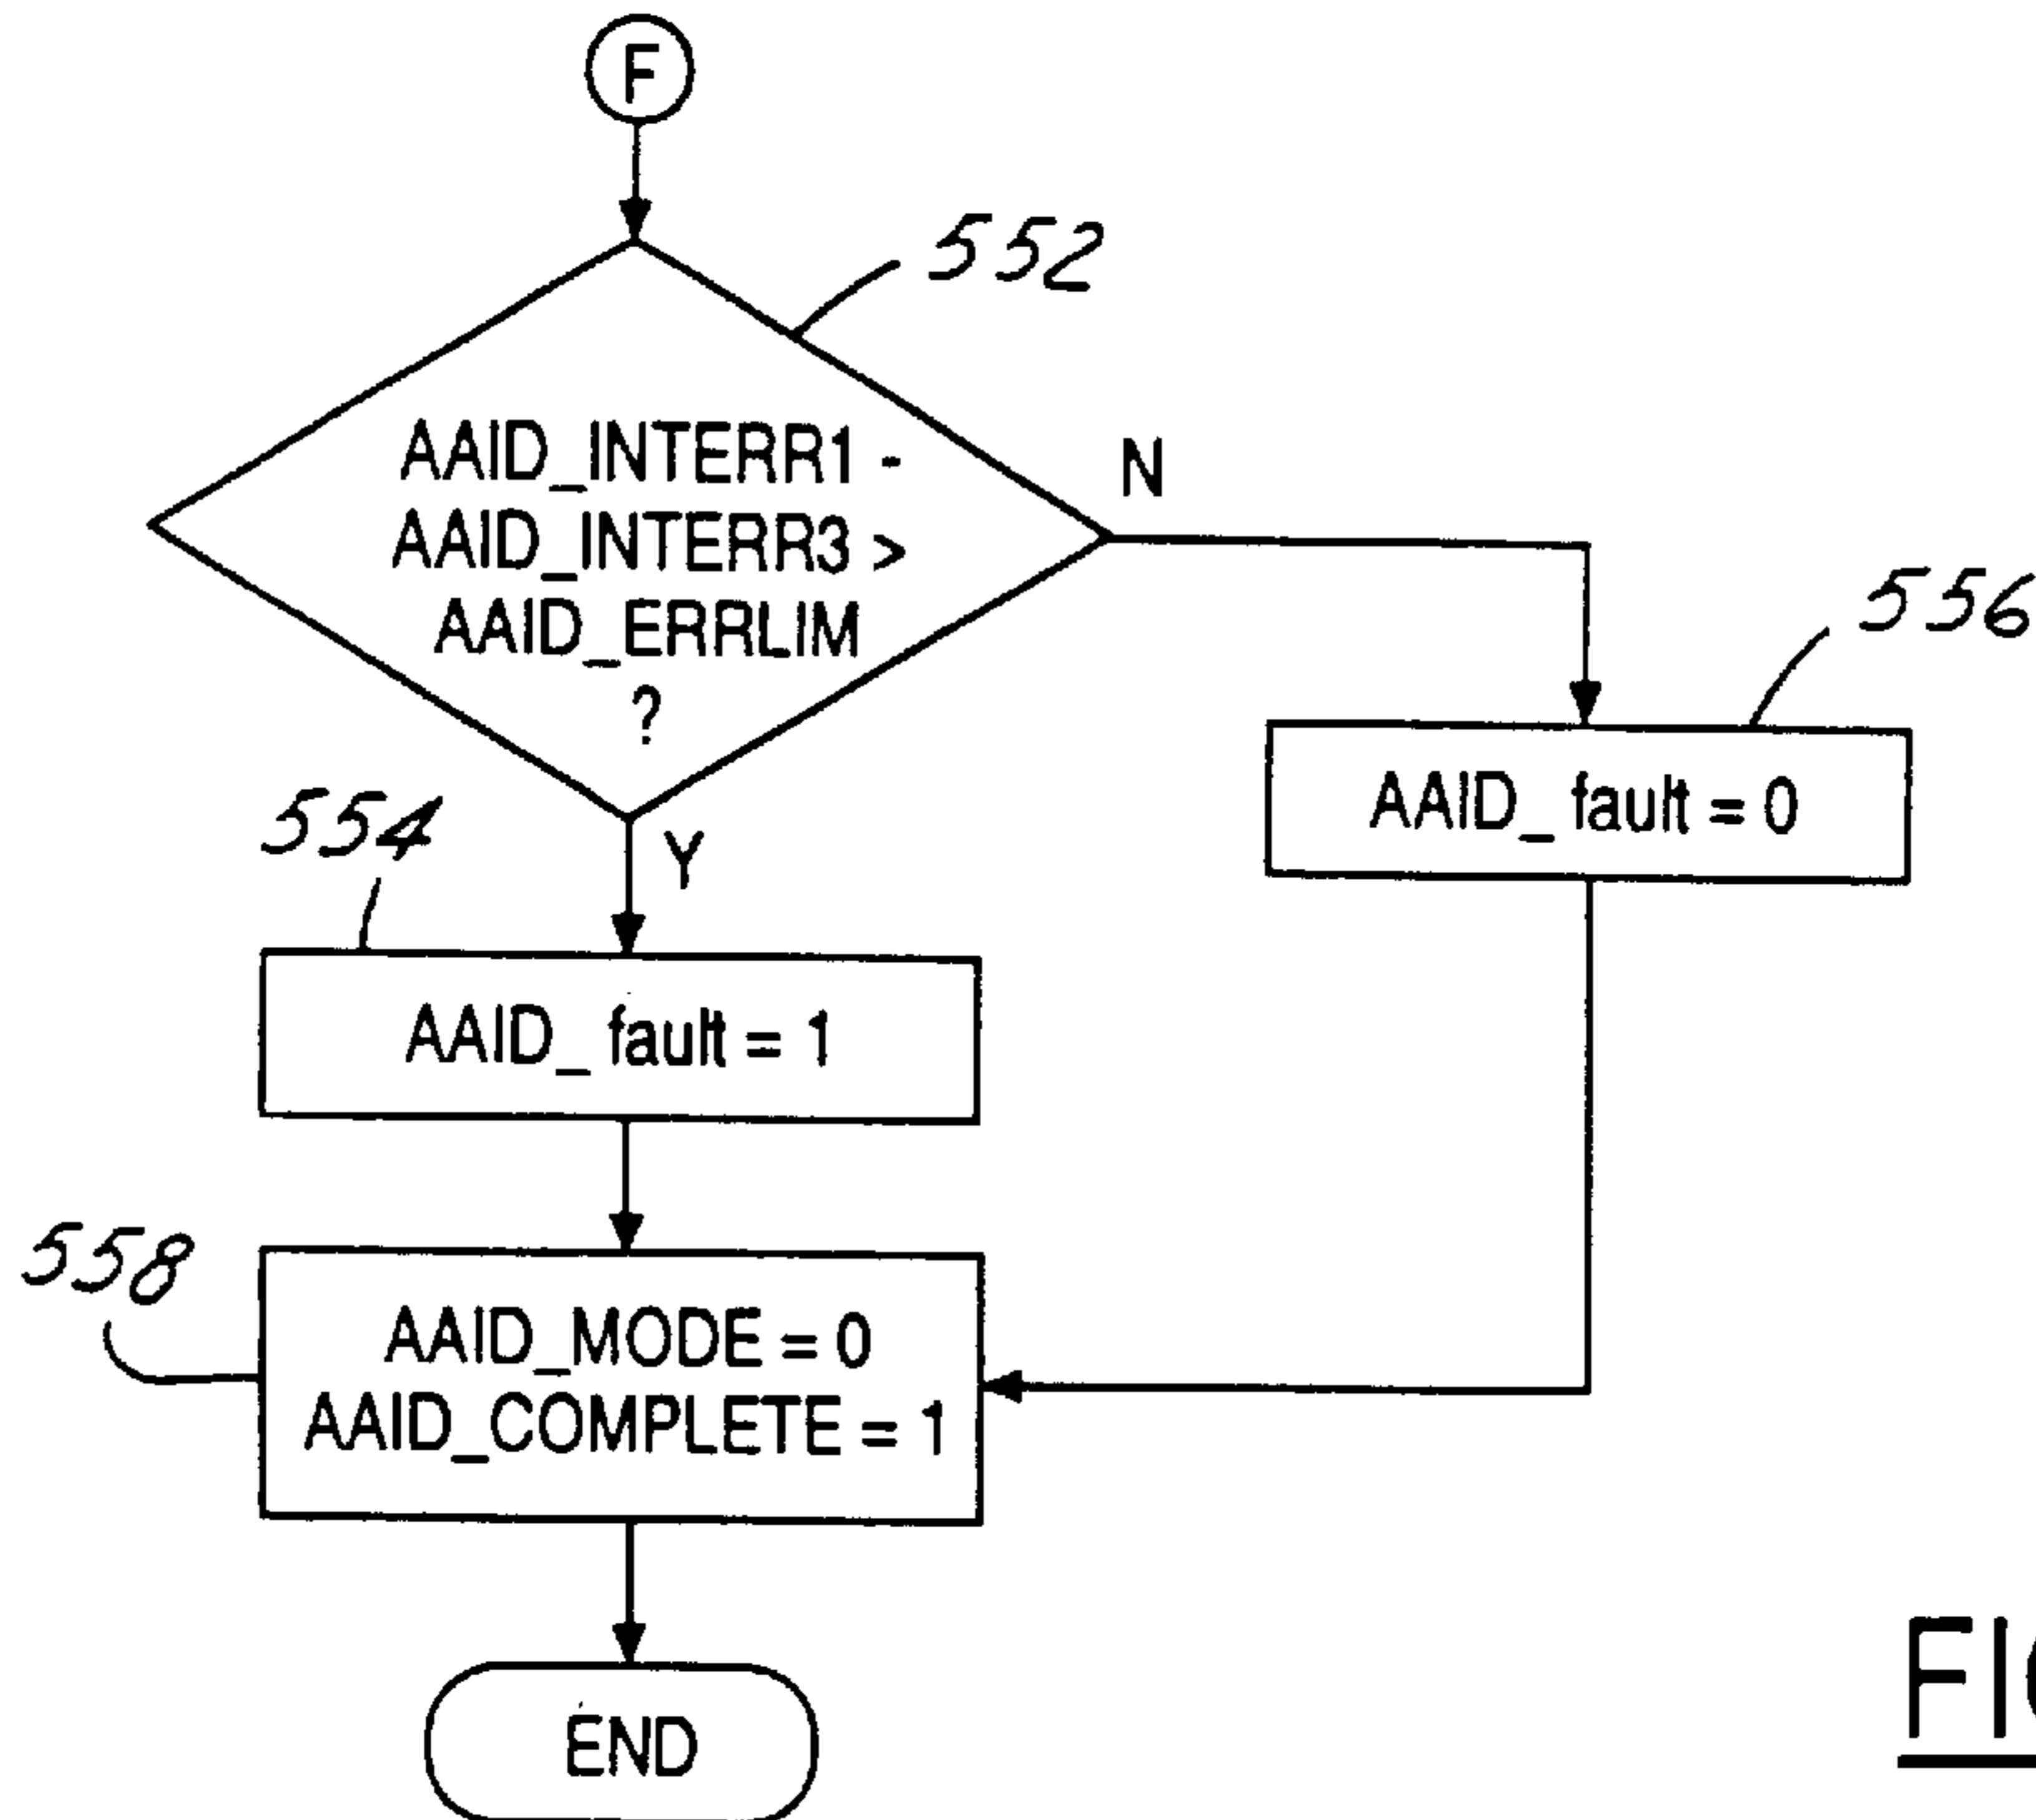 F
552
AAID_INTERR1 -
AAID_INTERR3 >
AAID_ERRLIM
?
N
556
AAID_ fault = 0
554
Y
AAID_ fault = 1
558
AAID_MODE = 0
AAID_COMPLETE = 1
END